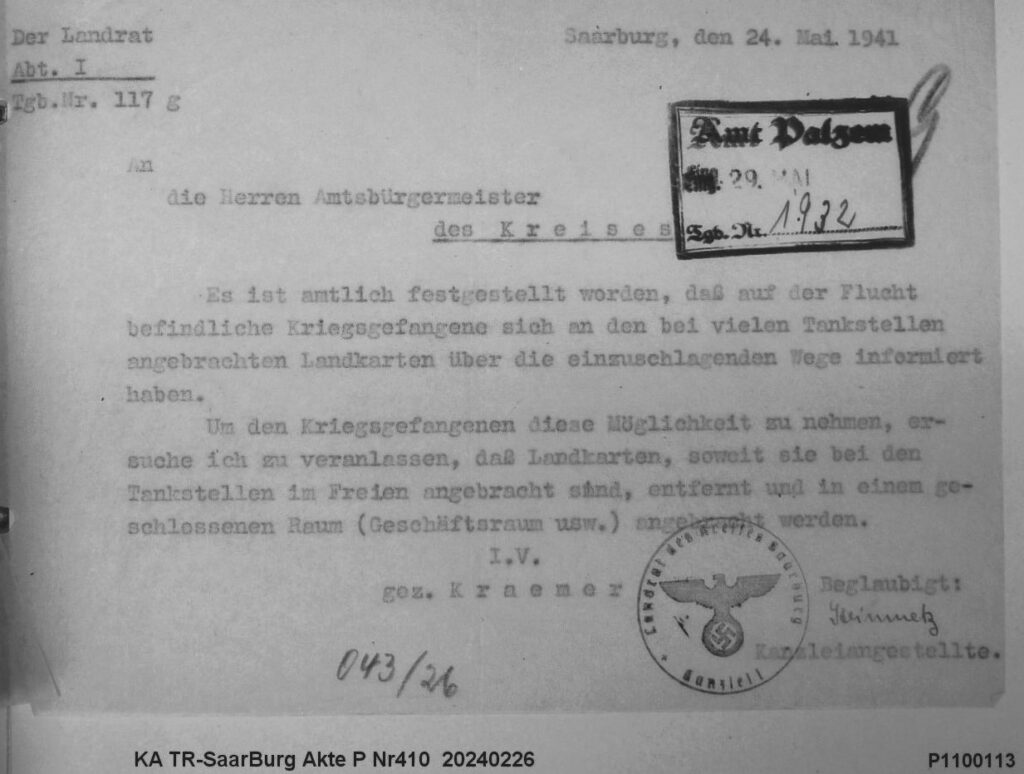 Der Landrat
Abt. I
Tgb.Nr. 117 g
Saarburg, den 24. Mai 1941
Amt Palzem
Eing. 29. MAI
Tgb. Nr. 1932
An
die Herren Amtsbürgermeister
des Kreises
Es ist amtlich festgestellt worden, daß auf der Flucht
befindliche Kriegsgefangene sich an den bei vielen Tankstellen
angebrachten Landkarten über die einzuschlagenden Wege informiert
haben.
Um den Kriegsgefangenen diese Möglichkeit zu nehmen, er-
suche ich zu veranlassen, daß Landkarten, soweit sie bei den
Tankstellen im Freien angebracht sind, entfernt und in einem ge-
schlossenen Raum (Geschäftsraum usw.) angebracht werden.
I.V.
gez. Kraemer
Landrat des Kreises Saarburg
Kanzlei
Beglaubigt:
Steinmetz
Kanzleiangestellte.
043/26
KA TR-SaarBurg Akte P Nr410 20240226
P1100113